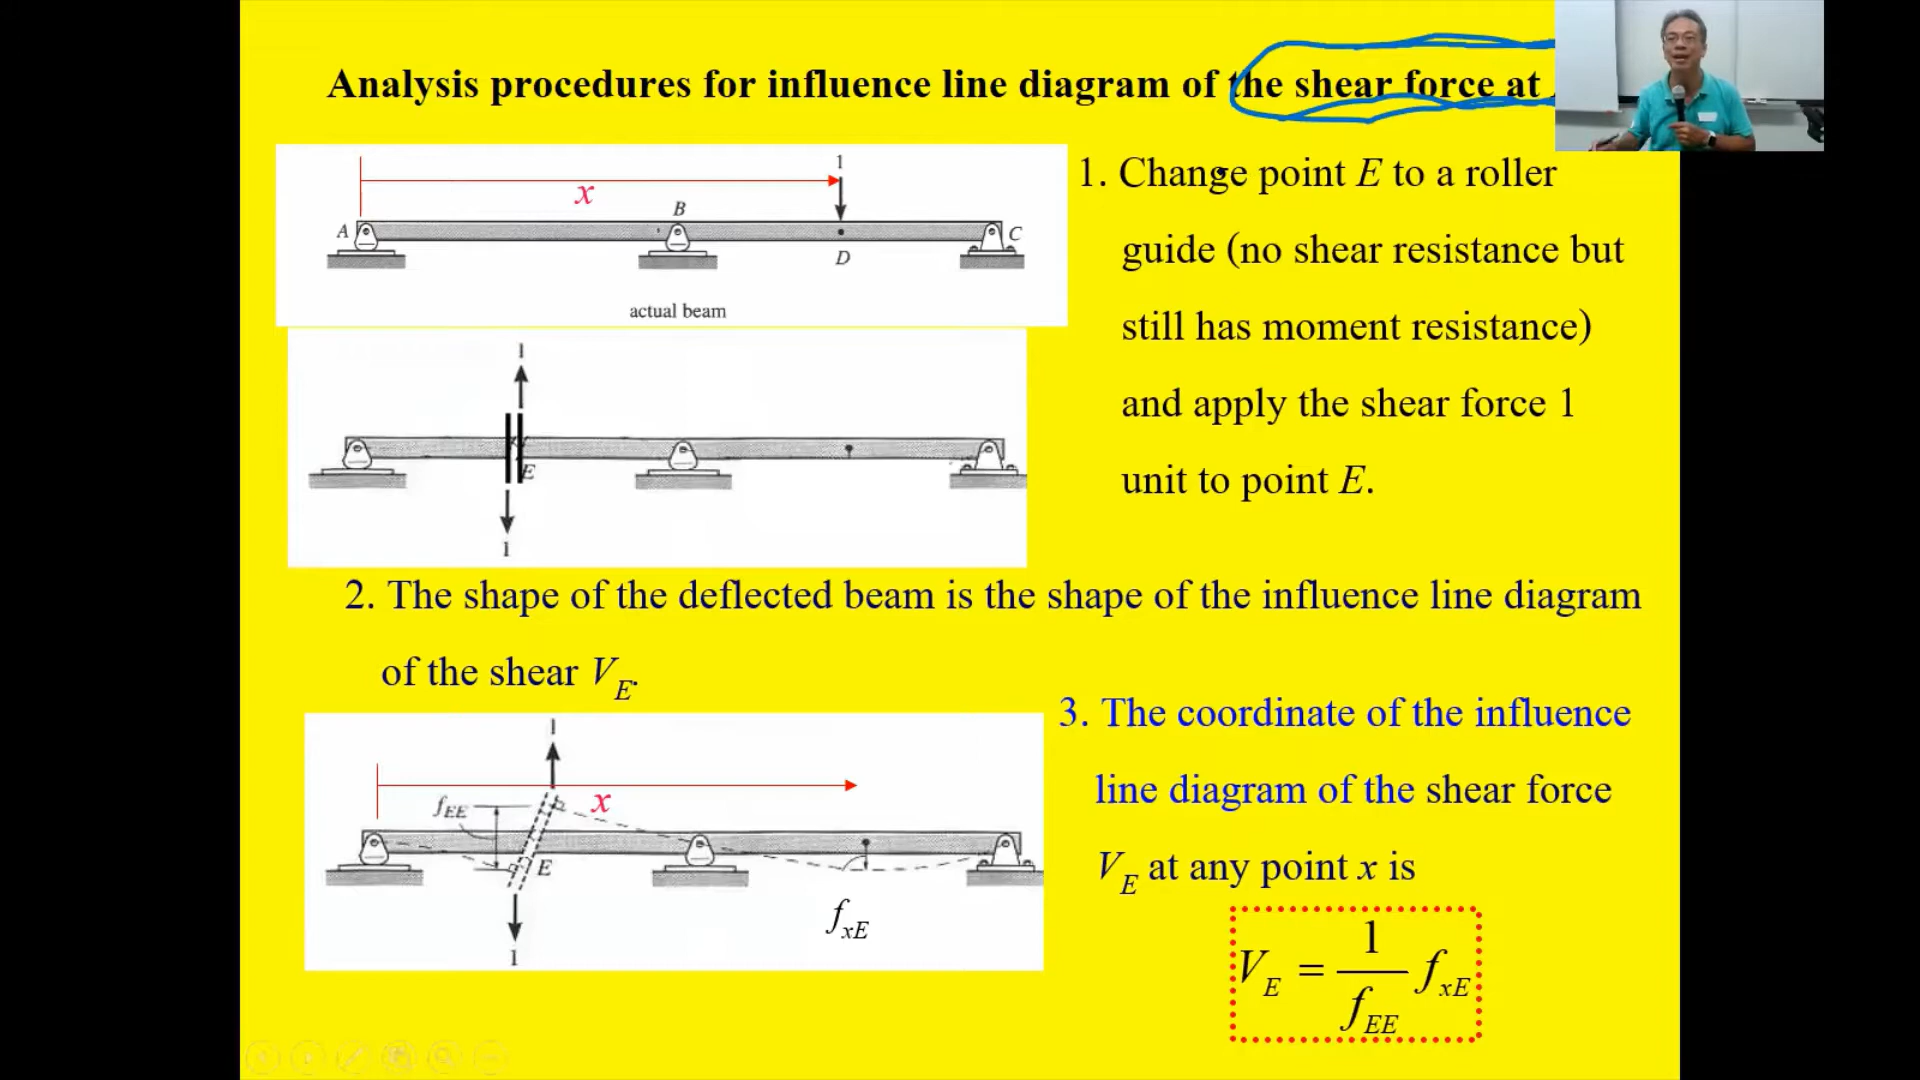 Analysis procedures for influence line diagram of the shear force at
1
x
B
A
C
D
actual beam
1
E
1
1. Change point E to a roller
guide (no shear resistance but
still has moment resistance)
and apply the shear force 1
unit to point E.
2. The shape of the deflected beam is the shape of the influence line diagram
of the shear V_E.
1
x
f_EE
E
f_xE
1
3. The coordinate of the influence
line diagram of the shear force
V_E at any point x is
V_E = 1/f_EE f_xE